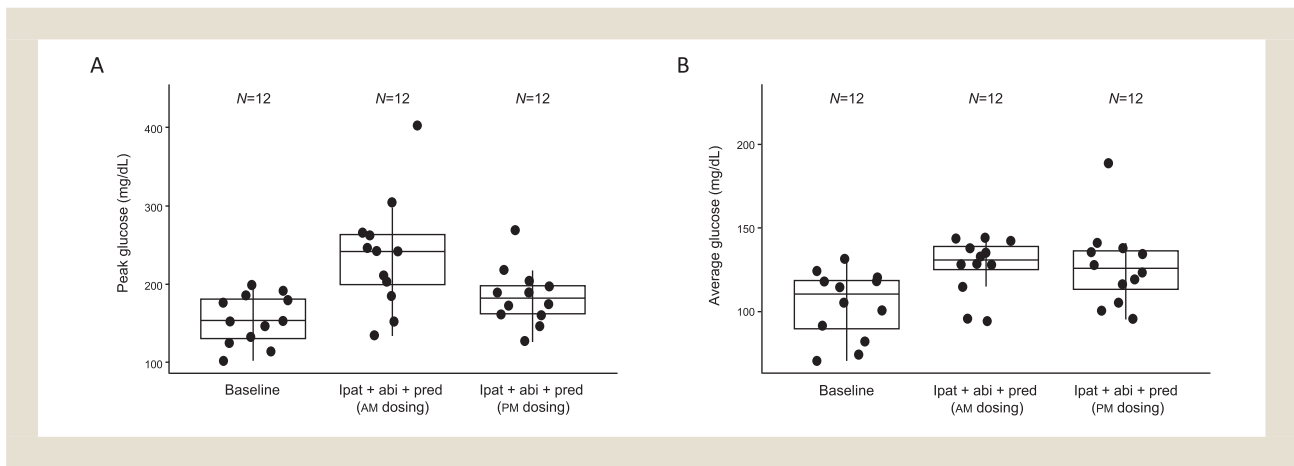 A
N=12
N=12
N=12
Peak glucose (mg/dL)
400
300
200
100
Baseline
Ipat + abi + pred
(AM dosing)
Ipat + abi + pred
(PM dosing)
B
N=12
N=12
N=12
Average glucose (mg/dL)
200
150
100
Baseline
Ipat + abi + pred
(AM dosing)
Ipat + abi + pred
(PM dosing)